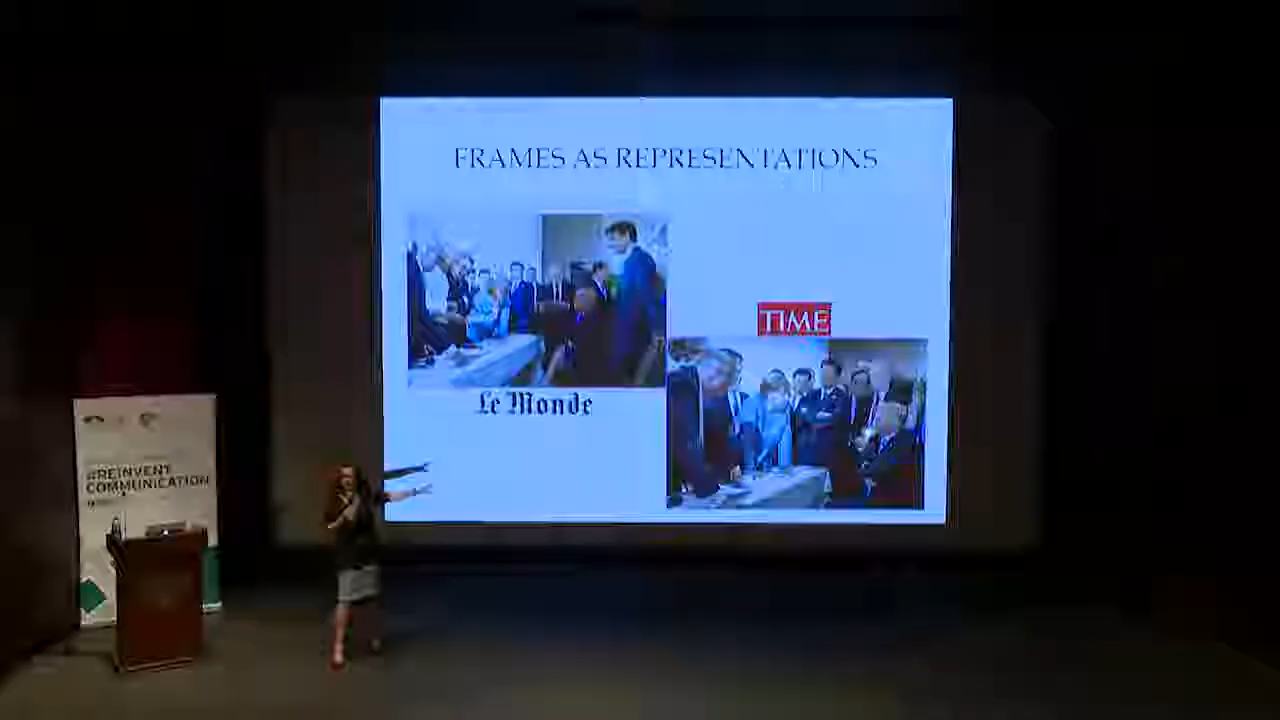 FRAMES AS REPRESENTATIONS
TIME
Le Monde
#REINVENT
COMMUNICATION